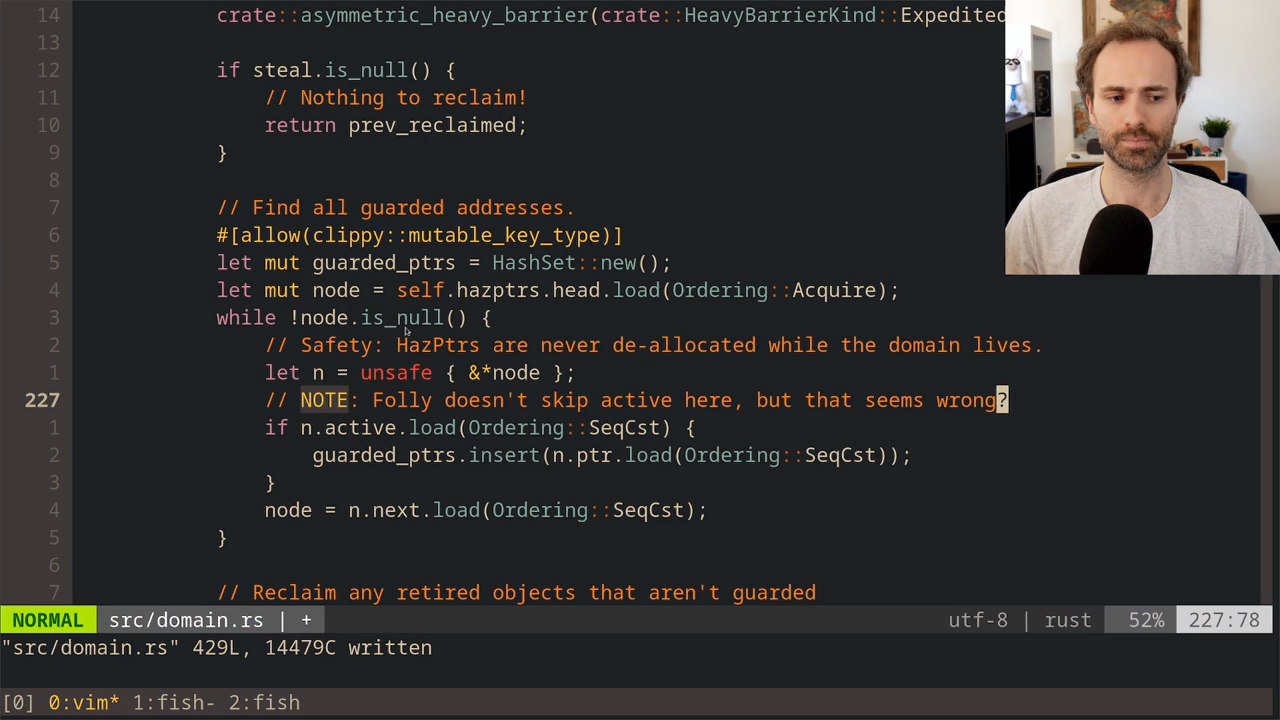 14 crate::asymmetric_heavy_barrier(crate::HeavyBarrierKind::Expedited
13
12 if steal.is_null() {
11 // Nothing to reclaim!
10 return prev_reclaimed;
9 }
8
7 // Find all guarded addresses.
6 #[allow(clippy::mutable_key_type)]
5 let mut guarded_ptrs = HashSet::new();
4 let mut node = self.hazptrs.head.load(Ordering::Acquire);
3 while !node.is_null() {
2 // Safety: HazPtrs are never de-allocated while the domain lives.
1 let n = unsafe { &*node };
227 // NOTE: Folly doesn't skip active here, but that seems wrong?
1 if n.active.load(Ordering::SeqCst) {
2 guarded_ptrs.insert(n.ptr.load(Ordering::SeqCst));
3 }
4 node = n.next.load(Ordering::SeqCst);
5 }
6
7 // Reclaim any retired objects that aren't guarded
NORMAL src/domain.rs | + utf-8 | rust 52% 227:78
"src/domain.rs" 429L, 14479C written
[0] 0:vim* 1:fish- 2:fish